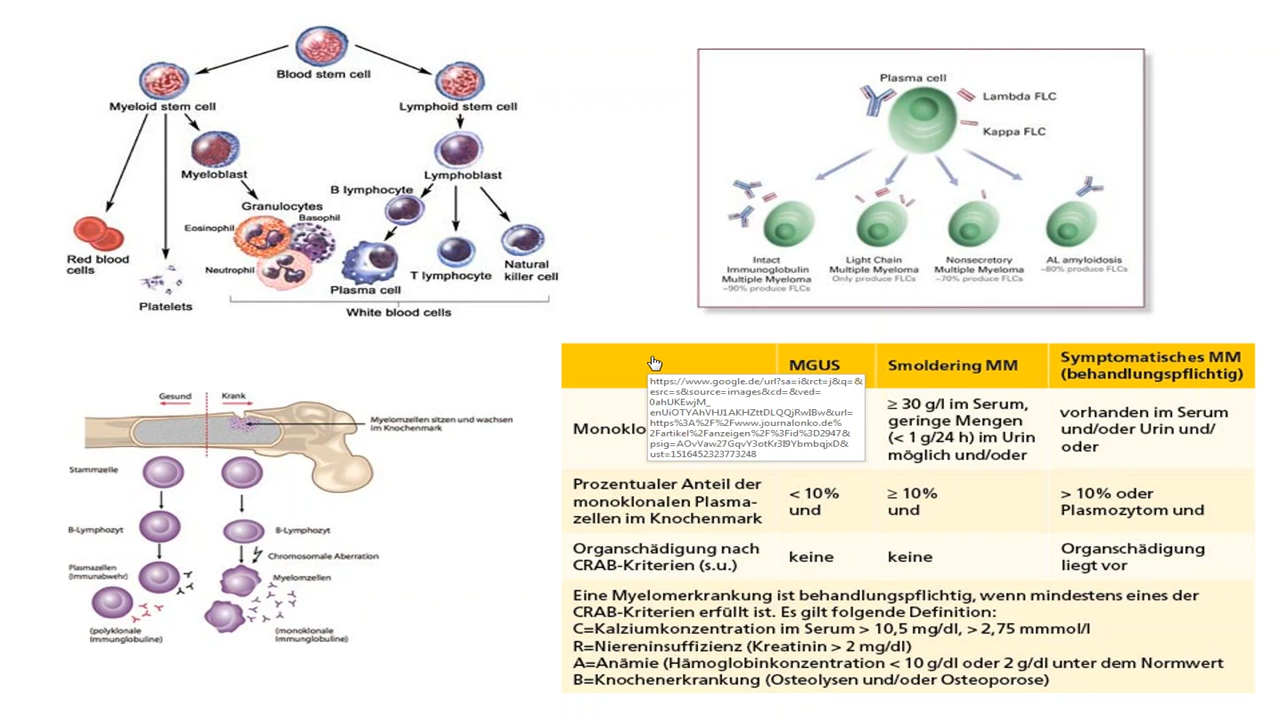 Blood stem cell
Myeloid stem cell
Lymphoid stem cell
Myeloblast
Lymphoblast
B lymphocyte
Granulocytes
Basophil
Eosinophil
Neutrophil
Red blood
cells
Platelets
Plasma cell
T lymphocyte
Natural
killer cell
White blood cells
Plasma cell
Lambda FLC
Kappa FLC
Intact
Immunoglobulin
Multiple Myeloma
~90% produce FLCs
Light Chain
Multiple Myeloma
Only produce FLCs
Nonsecretory
Multiple Myeloma
~70% produce FLCs
AL amyloidosis
~80% produce FLCs
Gesund
Krank
Myelomzellen sitzen und wachsen
im Knochenmark
Stammzelle
B-Lymphozyt
B-Lymphozyt
Chromosomale Aberration
Plasmazellen
(Immunabwehr)
Myelomzellen
(polyklonale
Immunglobuline)
(monoklonale
Immunglobuline)
MGUS
Smoldering MM
Symptomatisches MM
(behandlungspflichtig)
https://www.google.de/url?sa=i&rct=j&q=&
esrc=s&source=images&cd=&ved=
0ahUKEwjM_
enUiOTYAhVHJ1AKHZttDLQQjRwIBw&url=
https%3A%2F%2Fwww.journalonko.de%
2Fartikel%2Fanzeigen%2F%3Fid%3D2947&
psig=AOvVaw27GqvY3otKr3I9YbmbqjxD&
ust=1516452323773248
Monoklo
≥ 30 g/l im Serum,
geringe Mengen
(< 1 g/24 h) im Urin
möglich und/oder
vorhanden im Serum
und/oder Urin und/
oder
Prozentualer Anteil der
monoklonalen Plasma-
zellen im Knochenmark
< 10%
und
≥ 10%
und
> 10% oder
Plasmozytom und
Organschädigung nach
CRAB-Kriterien (s.u.)
keine
keine
Organschädigung
liegt vor
Eine Myelomerkrankung ist behandlungspflichtig, wenn mindestens eines der
CRAB-Kriterien erfüllt ist. Es gilt folgende Definition:
C=Kalziumkonzentration im Serum > 10,5 mg/dl, > 2,75 mmmol/l
R=Niereninsuffizienz (Kreatinin > 2 mg/dl)
A=Anämie (Hämoglobinkonzentration < 10 g/dl oder 2 g/dl unter dem Normwert
B=Knochenerkrankung (Osteolysen und/oder Osteoporose)